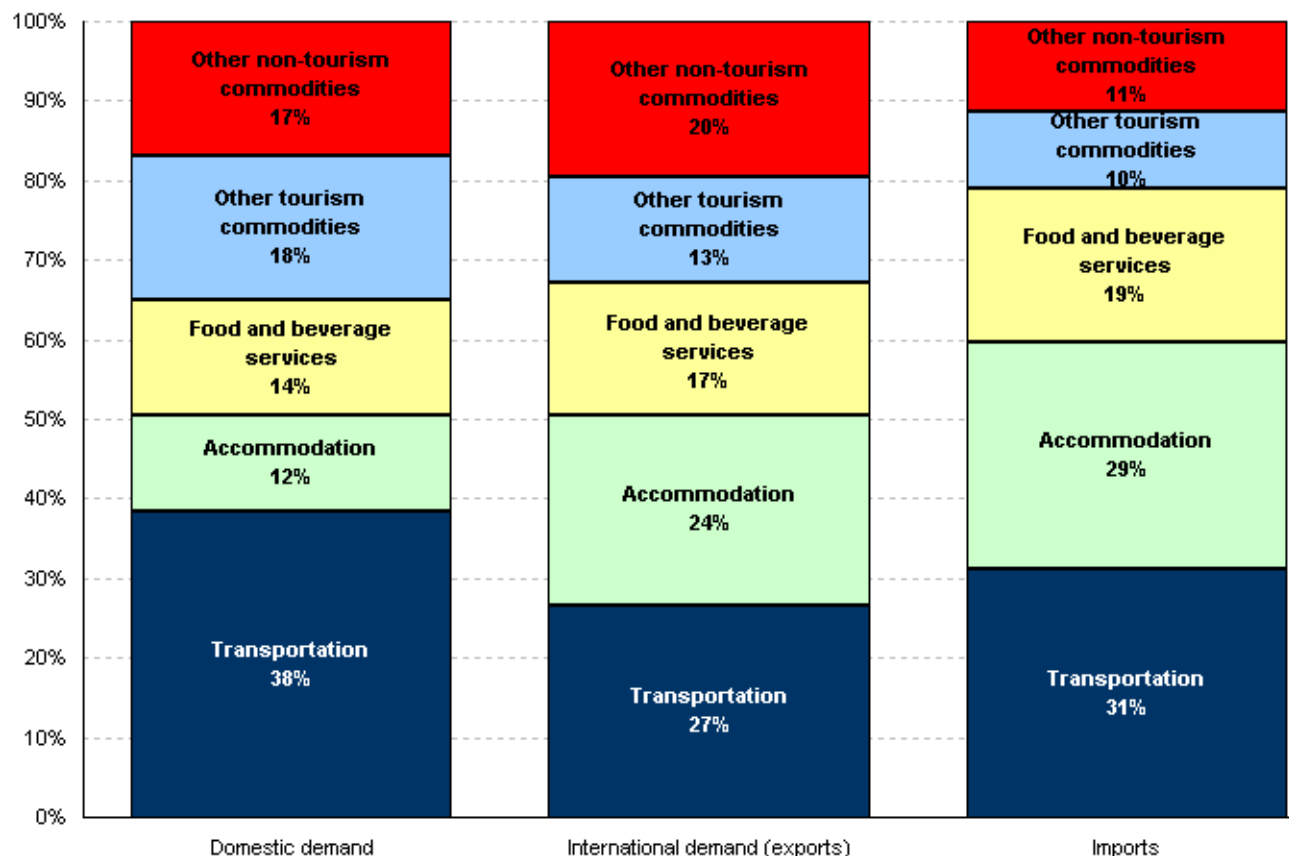 100%
90%
80%
70%
60%
50%
40%
30%
20%
10%
0%
Other non-tourism
commodities
17%
Other tourism
commodities
18%
Food and beverage
services
14%
Accommodation
12%
Transportation
38%
Other non-tourism
commodities
20%
Other tourism
commodities
13%
Food and beverage
services
17%
Accommodation
24%
Transportation
27%
Other non-tourism
commodities
11%
Other tourism
commodities
10%
Food and beverage
services
19%
Accommodation
29%
Transportation
31%
Domestic demand
International demand (exports)
Imports